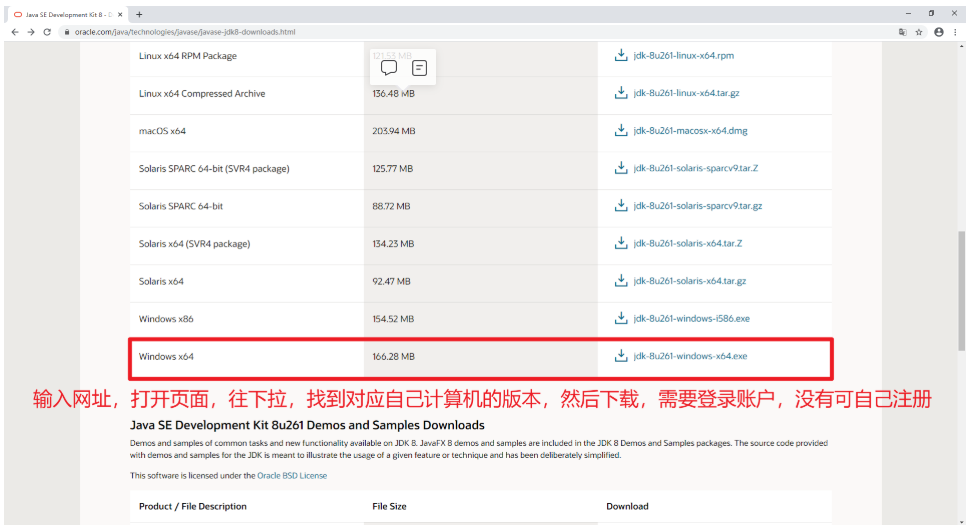 Java SE Development Kit 8 - D
oracle.com/java/technologies/javase/javase-jdk8-downloads.html
Linux x64 RPM Package 121.53 MB jdk-8u261-linux-x64.rpm
Linux x64 Compressed Archive 136.48 MB jdk-8u261-linux-x64.tar.gz
macOS x64 203.94 MB jdk-8u261-macosx-x64.dmg
Solaris SPARC 64-bit (SVR4 package) 125.77 MB jdk-8u261-solaris-sparcv9.tar.Z
Solaris SPARC 64-bit 88.72 MB jdk-8u261-solaris-sparcv9.tar.gz
Solaris x64 (SVR4 package) 134.23 MB jdk-8u261-solaris-x64.tar.Z
Solaris x64 92.47 MB jdk-8u261-solaris-x64.tar.gz
Windows x86 154.52 MB jdk-8u261-windows-i586.exe
Windows x64 166.28 MB jdk-8u261-windows-x64.exe
输入网址，打开页面，往下拉，找到对应自己计算机的版本，然后下载，需要登录账户，没有可自己注册
Java SE Development Kit 8u261 Demos and Samples Downloads
Demos and samples of common tasks and new functionality available on JDK 8. JavaFX 8 demos and samples are included in the JDK 8 Demos and Samples packages. The source code provided
with demos and samples for the JDK is meant to illustrate the usage of a given feature or technique and has been deliberately simplified.
This software is licensed under the Oracle BSD License
Product / File Description File Size Download